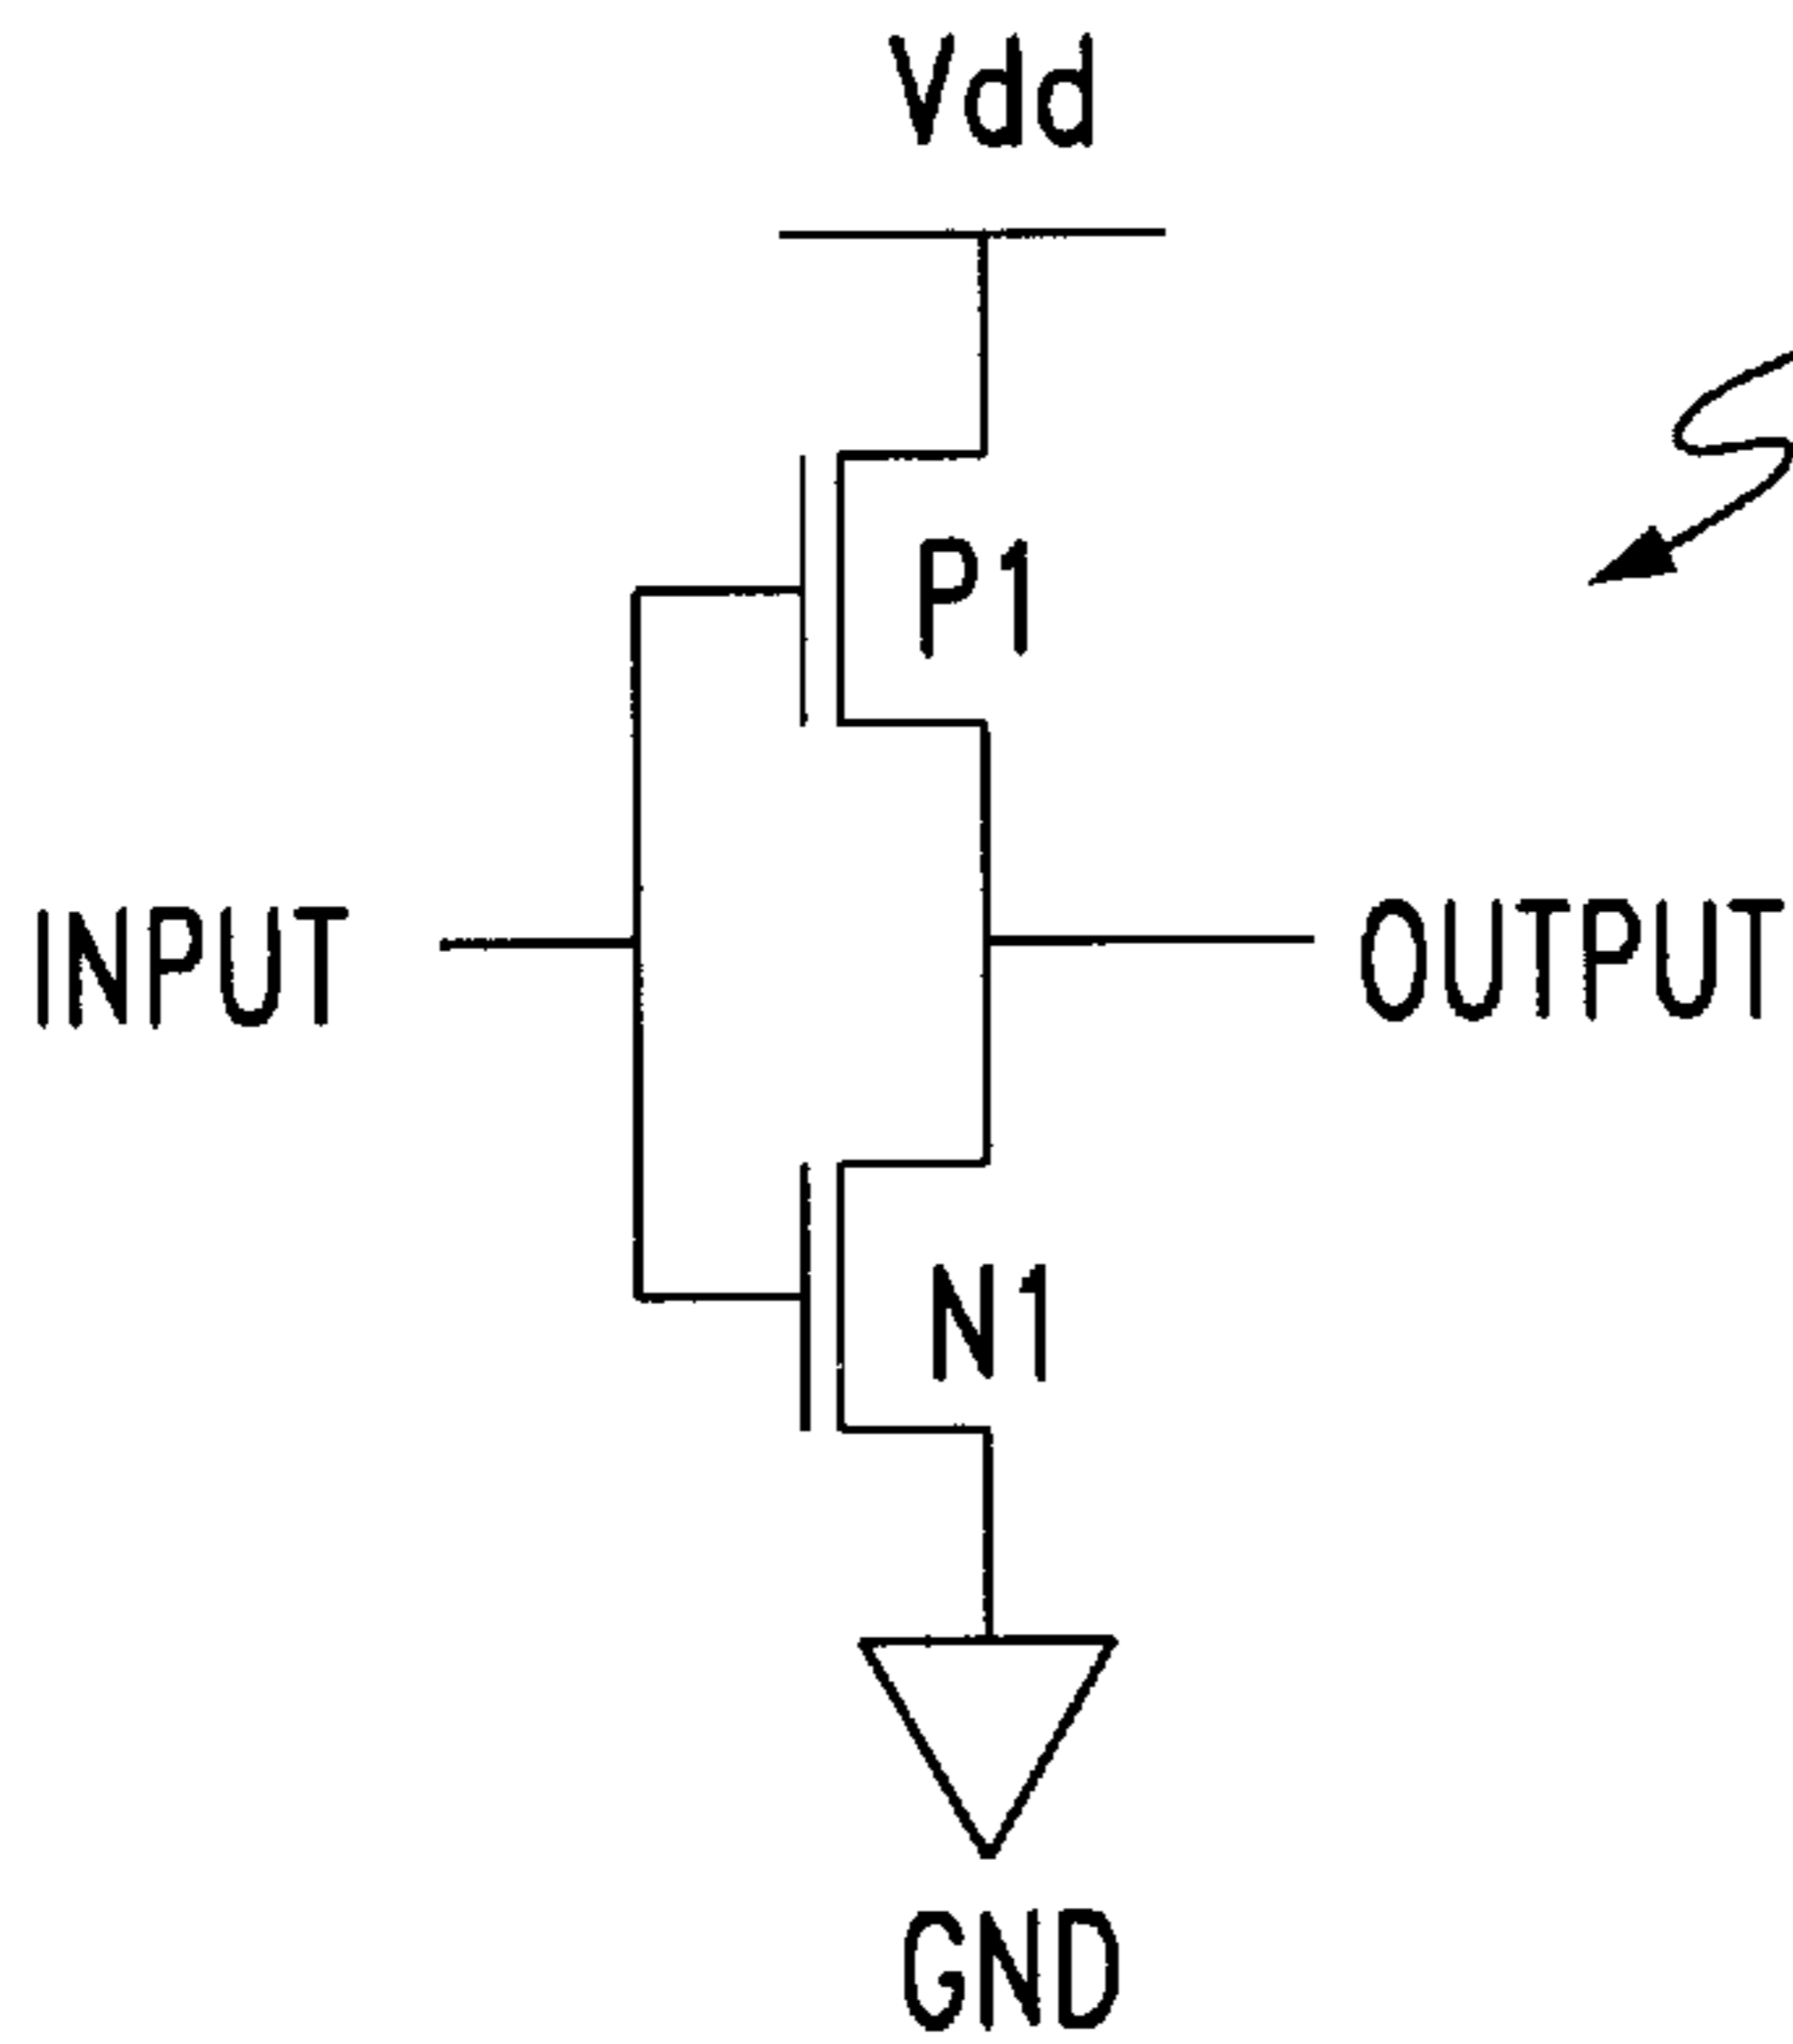 Vdd
P1
INPUT
OUTPUT
N1
GND